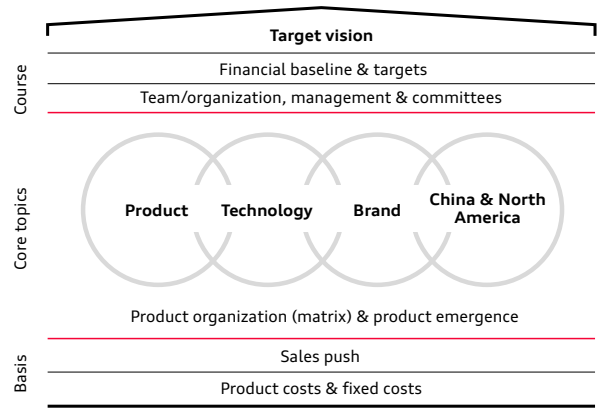 Target vision
Financial baseline & targets
Team/organization, management & committees
Course
Product
Technology
Brand
China & North
America
Core topics
Product organization (matrix) & product emergence
Sales push
Product costs & fixed costs
Basis